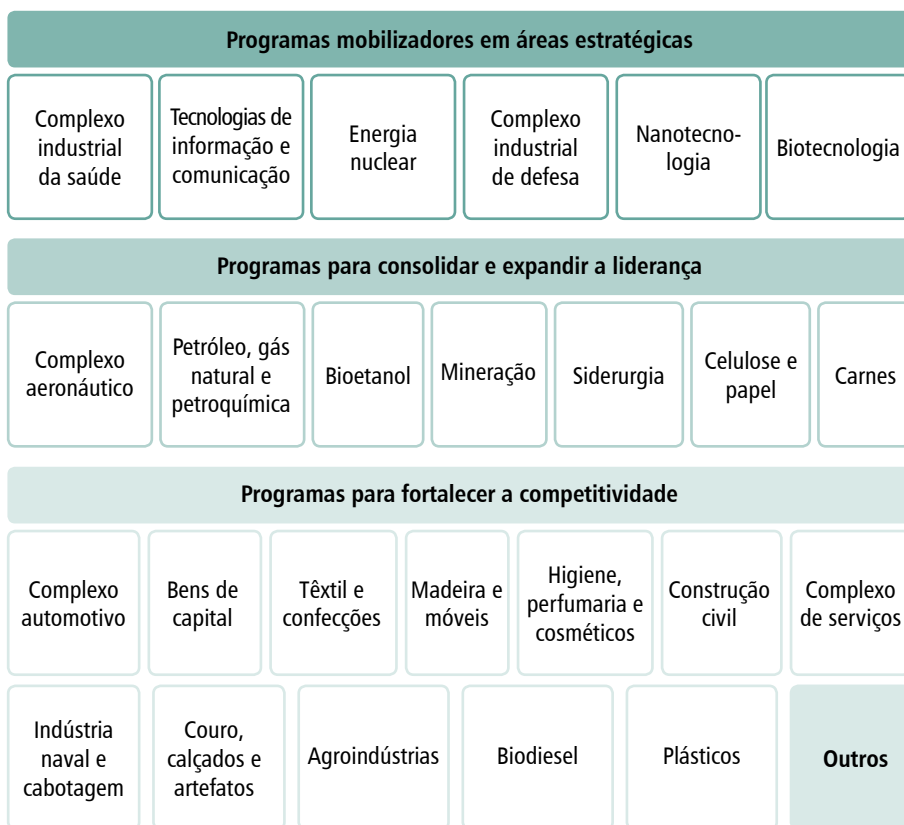 Programas mobilizadores em áreas estratégicas
Complexo
industrial
da saúde
Tecnologias de
informação e
comunicação
Energia
nuclear
Complexo
industrial
de defesa
Nanotecno-
logia
Biotecnologia
Programas para consolidar e expandir a liderança
Complexo
aeronáutico
Petróleo, gás
natural e
petroquímica
Bioetanol
Mineração
Siderurgia
Celulose e
papel
Carnes
Programas para fortalecer a competitividade
Complexo
automotivo
Bens de
capital
Têxtil e
confecções
Madeira e
móveis
Higiene,
perfumaria e
cosméticos
Construção
civil
Complexo
de serviços
Indústria
naval e
cabotagem
Couro,
calçados e
artefatos
Agroindústrias
Biodiesel
Plásticos
Outros